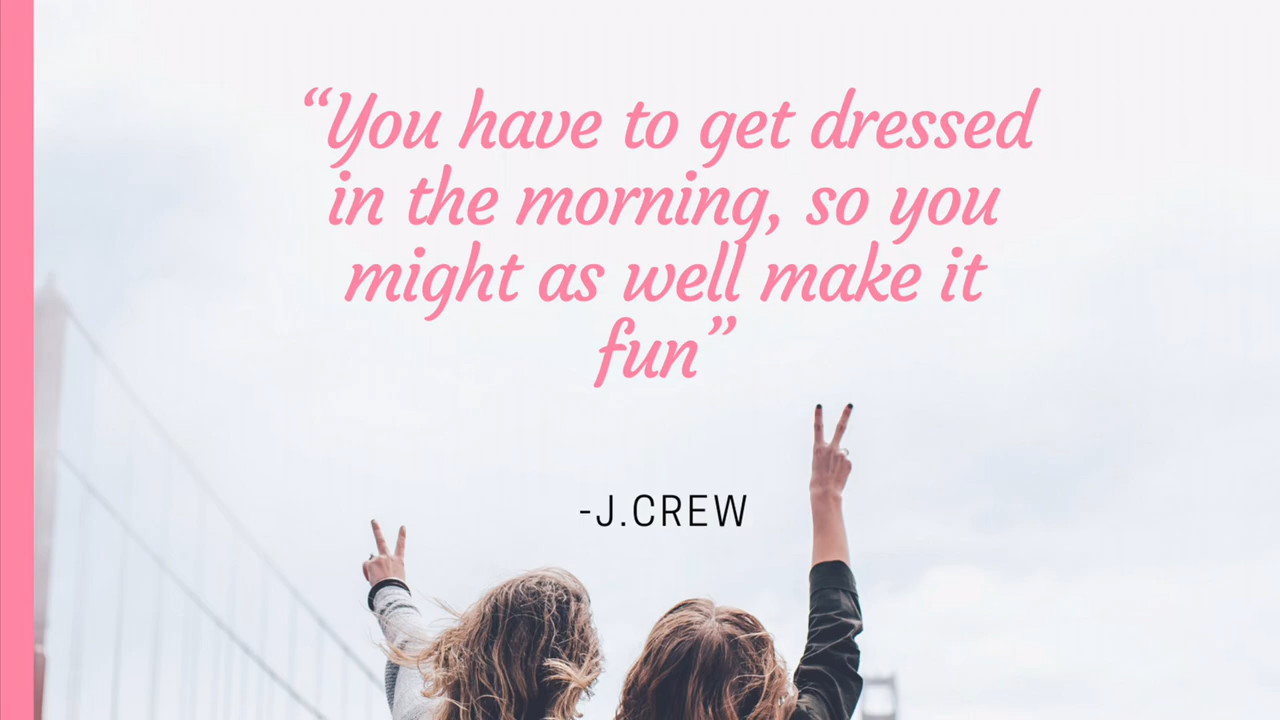 “You have to get dressed
in the morning, so you
might as well make it
fun”
-J.CREW